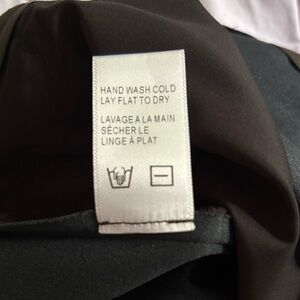 HAND WASH COLD
LAY FLAT TO DRY
LAVAGE A LA MAIN
SÉCHER LE
LINGE À PLAT